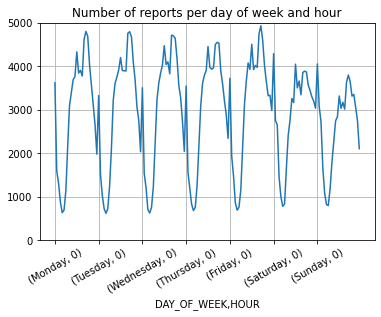 Number of reports per day of week and hour
5000
4000
3000
2000
1000
0
(Monday, 0)
(Tuesday, 0)
(Wednesday, 0)
(Thursday, 0)
(Friday, 0)
(Saturday, 0)
(Sunday, 0)
DAY_OF_WEEK,HOUR